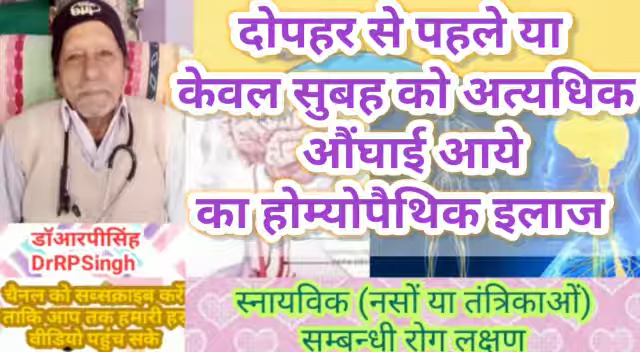 दोपहर से पहले या
केवल सुबह को अत्यधिक
औंघाई आये
का होम्योपैथिक इलाज
डॉआरपीसिंह
DrRPSingh
चैनल को सब्सक्राइब करें
ताकि आप तक हमारी हर
वीडियो पहुंच सके
स्नायविक (नसों या तंत्रिकाओं)
सम्बन्धी रोग लक्षण